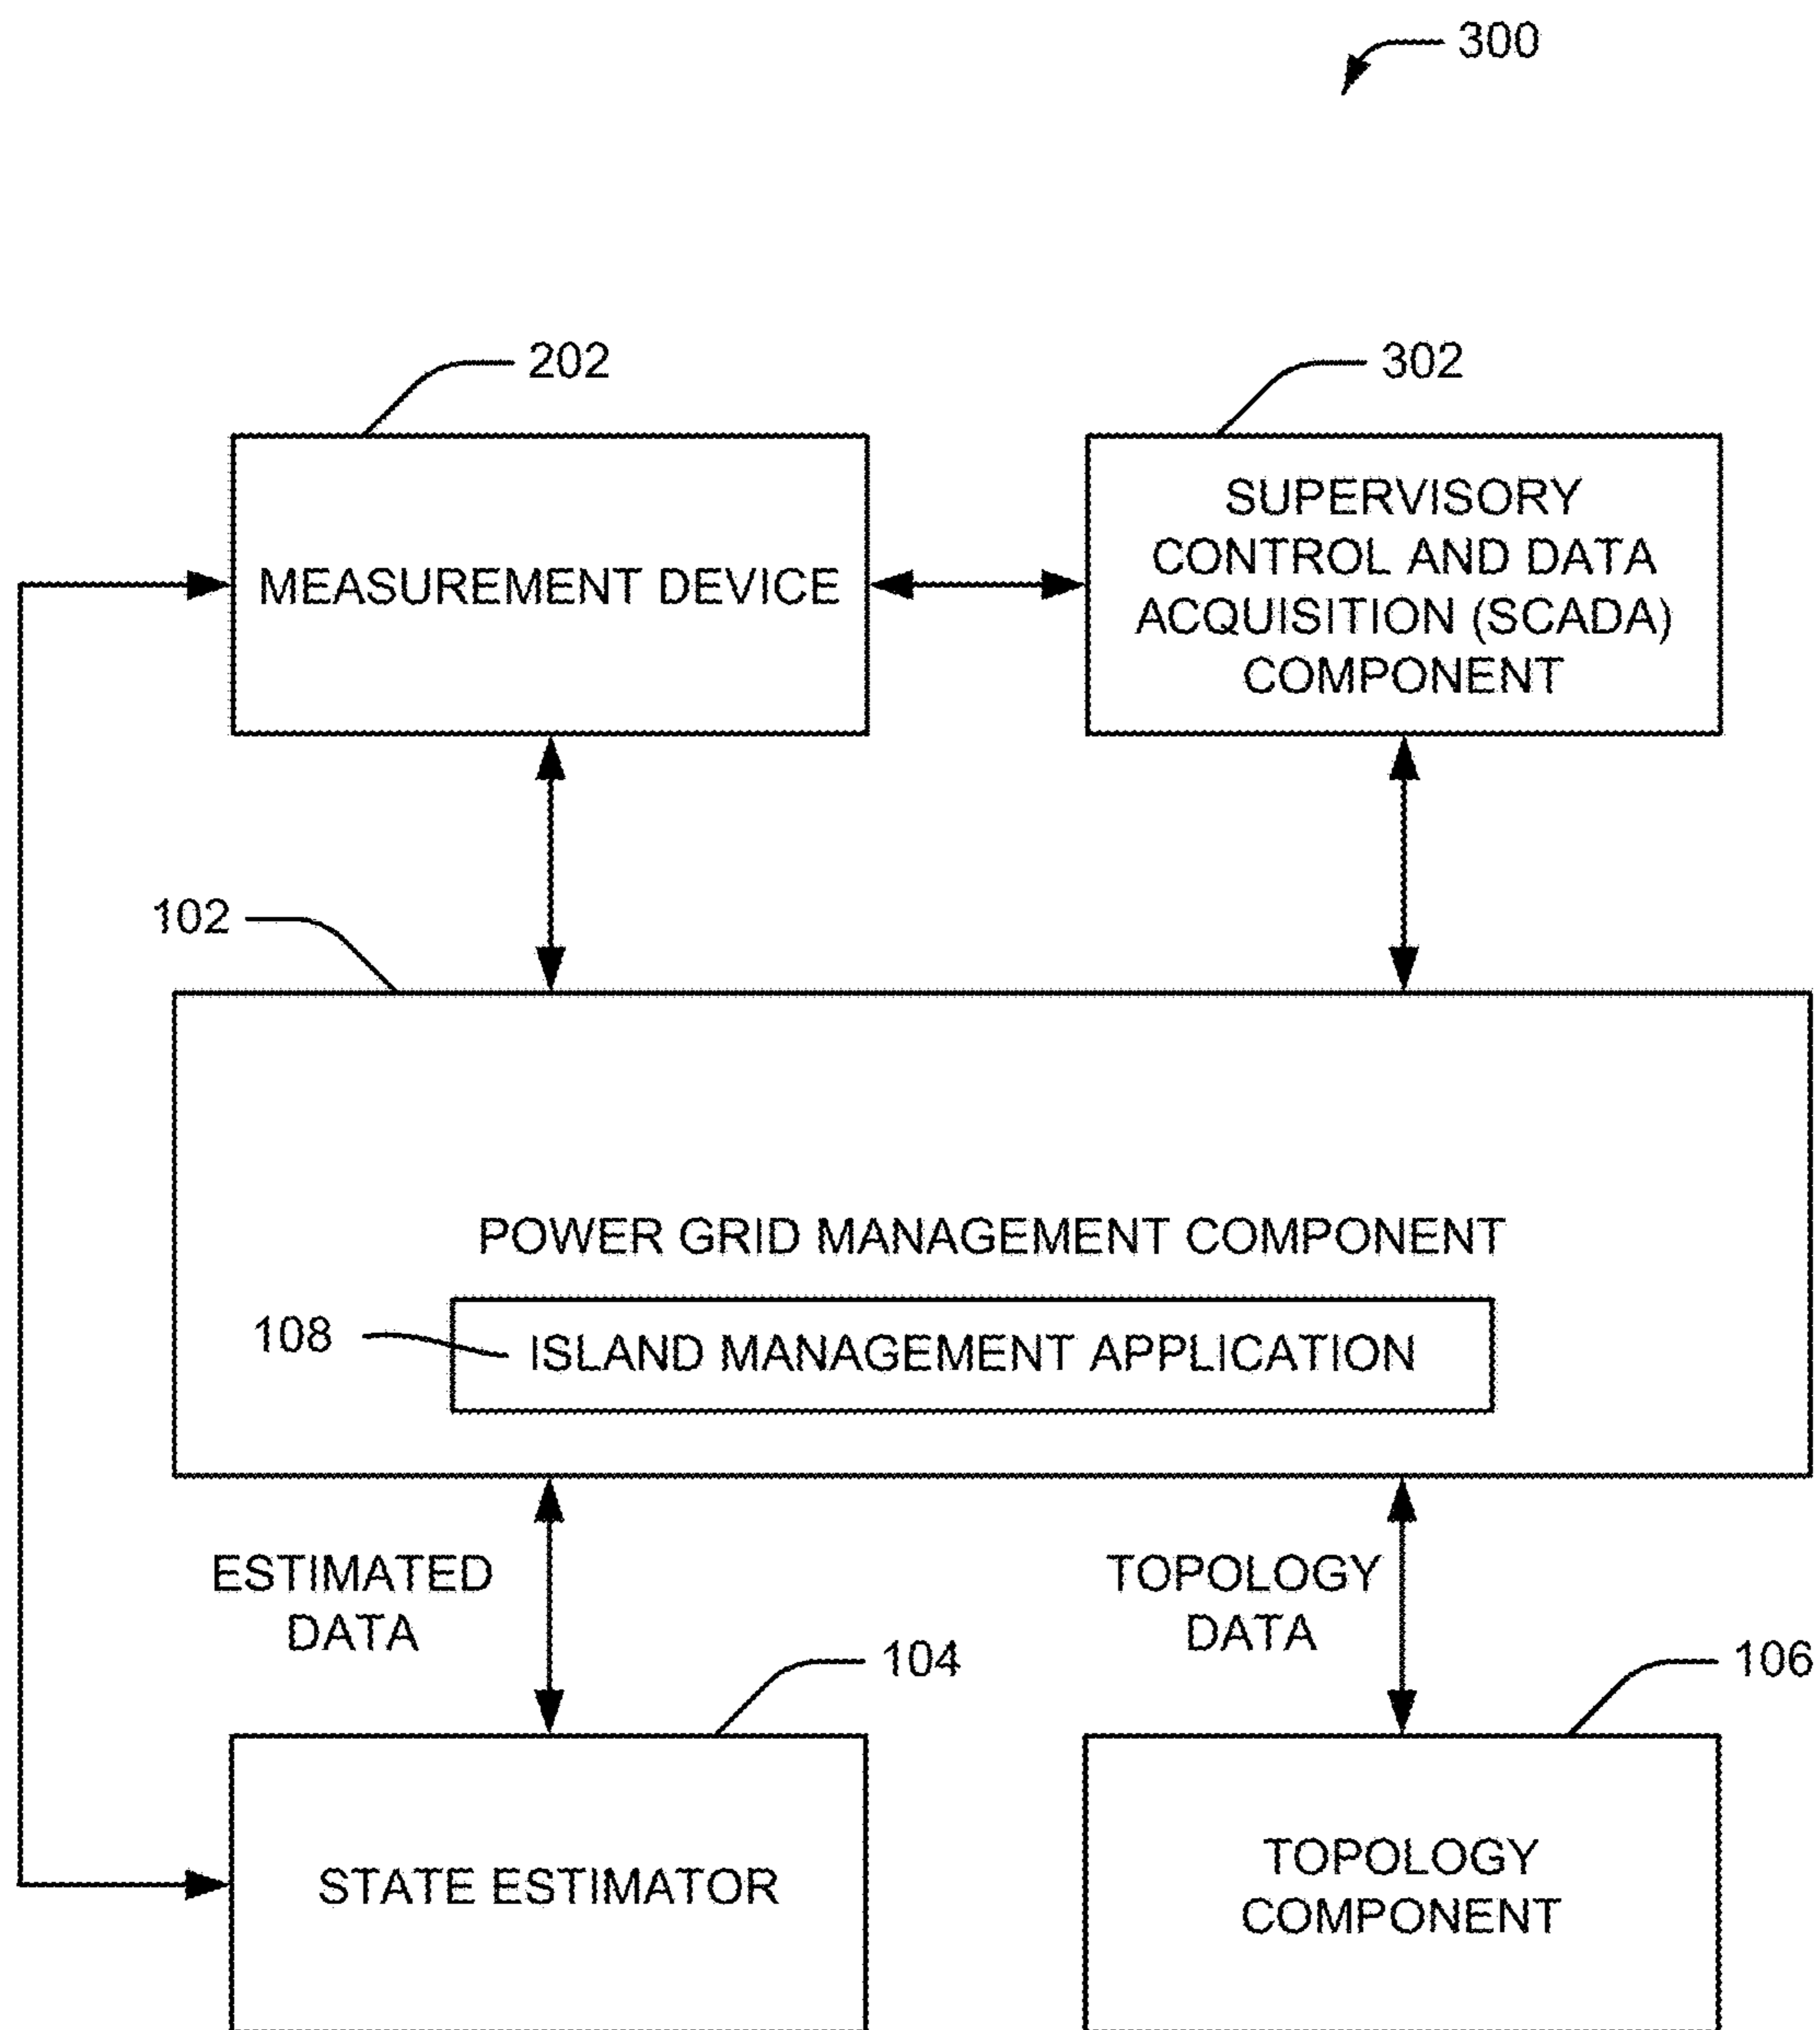 300
202
302
MEASUREMENT DEVICE
SUPERVISORY
CONTROL AND DATA
ACQUISITION (SCADA)
COMPONENT
102
POWER GRID MANAGEMENT COMPONENT
108
ISLAND MANAGEMENT APPLICATION
ESTIMATED
DATA
TOPOLOGY
DATA
104
106
STATE ESTIMATOR
TOPOLOGY
COMPONENT